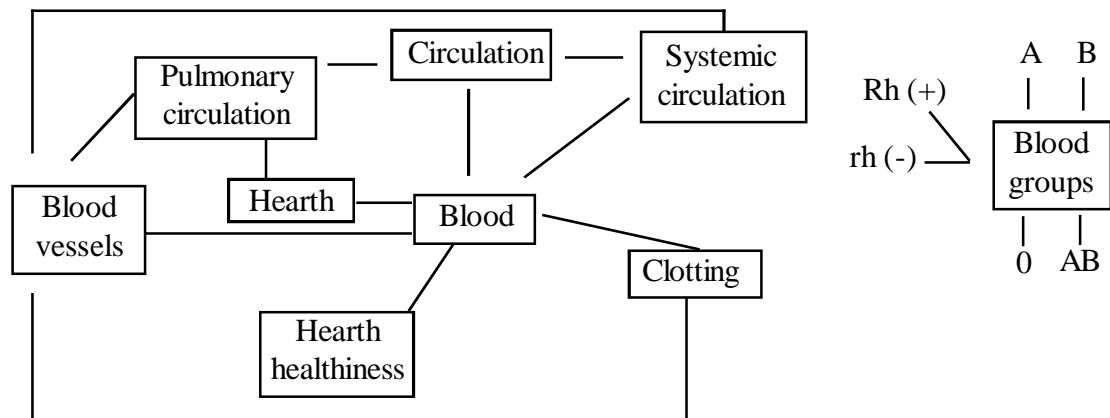 Circulation
Pulmonary
circulation
Systemic
circulation
Hearth
Blood
vessels
Blood
Clotting
Hearth
healthiness
A B
Rh (+)
rh (-)
Blood
groups
0 AB